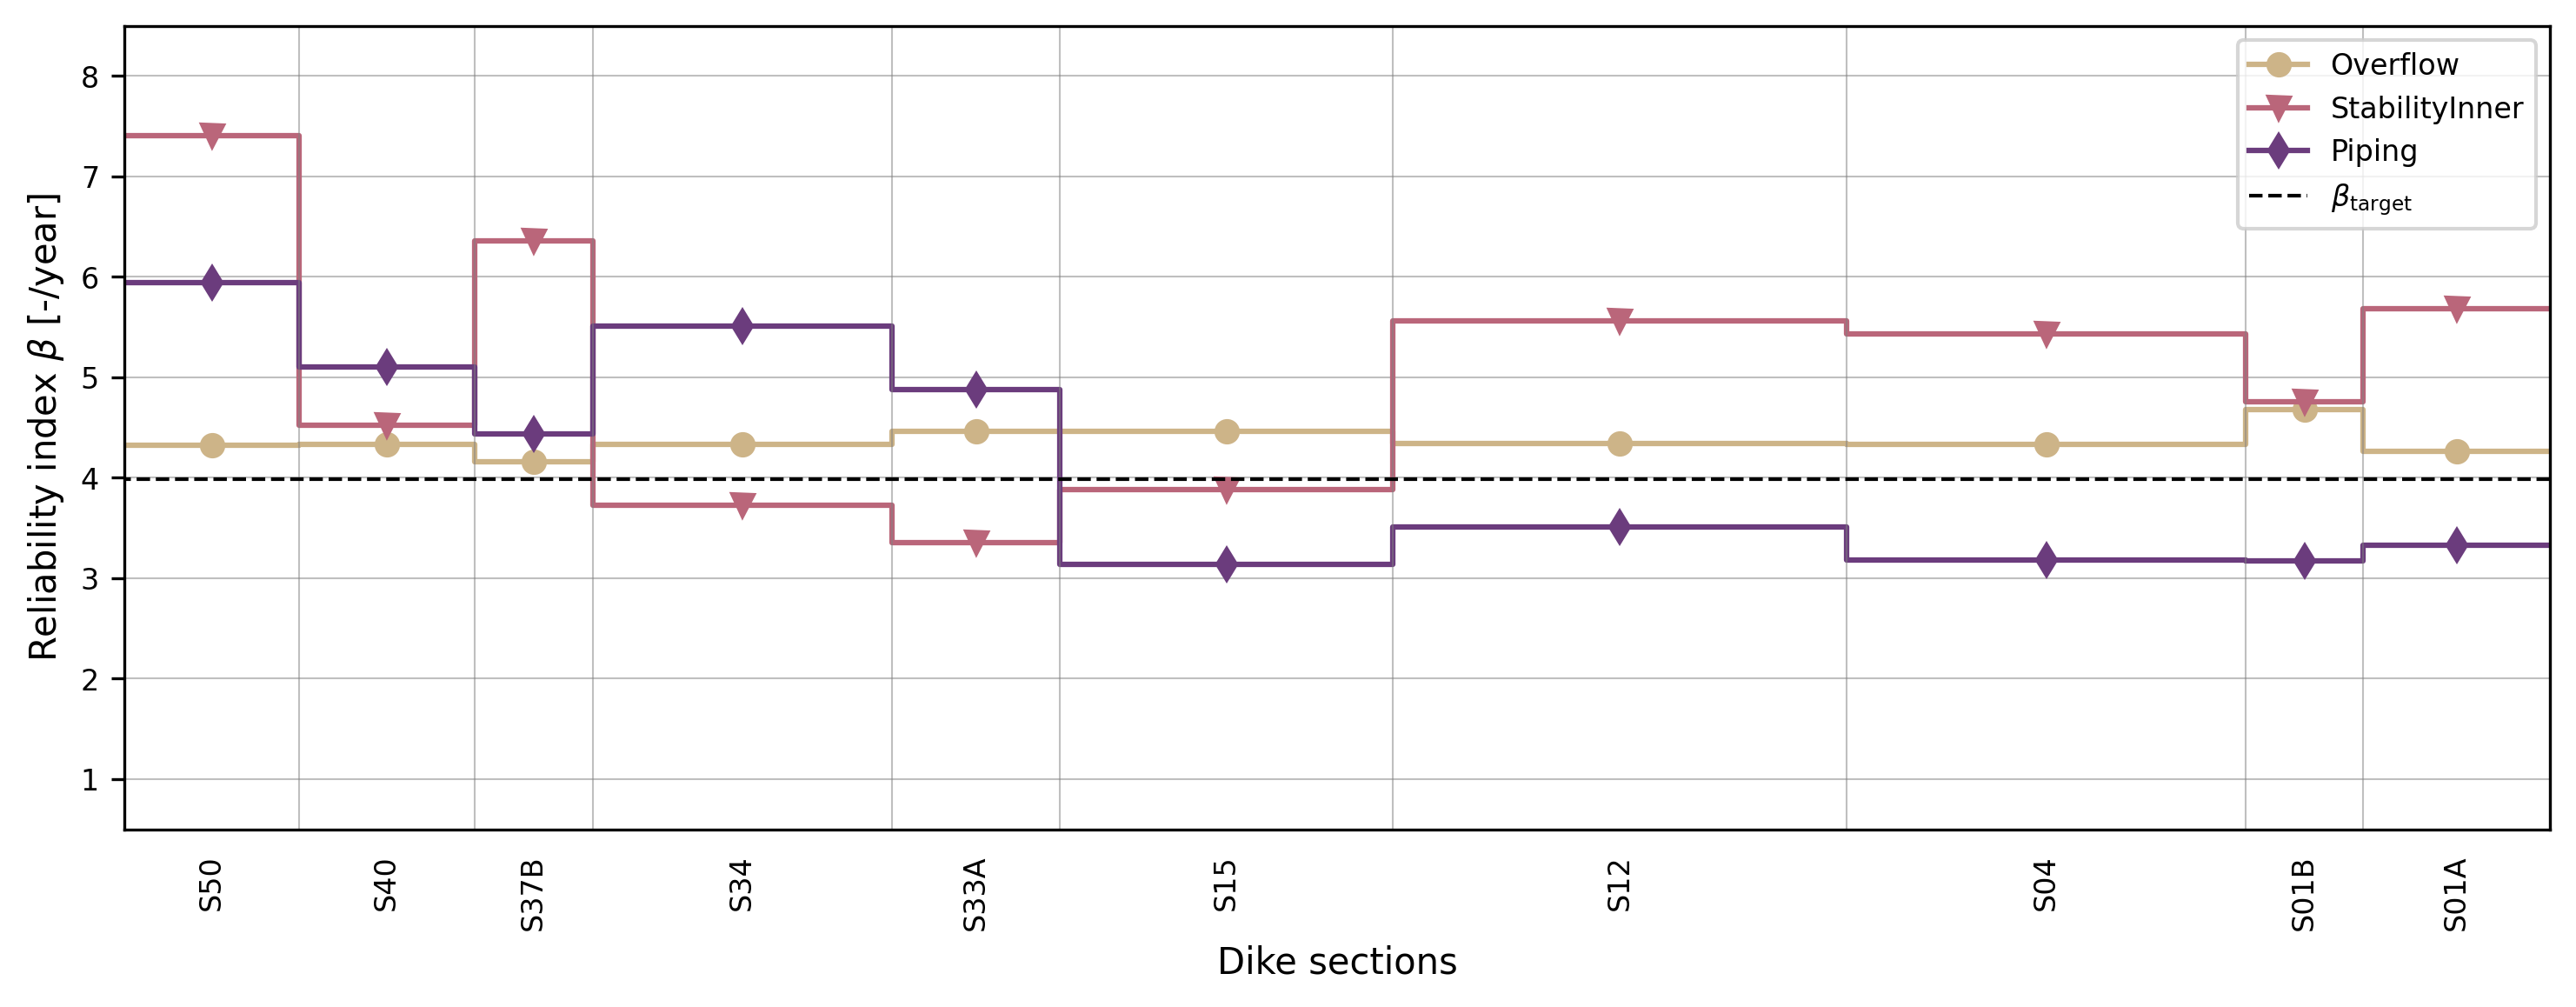 8
7
6
5
4
3
2
1
Reliability index β [-/year]
Overflow
StabilityInner
Piping
βtarget
S50
S40
S37B
S34
S33A
S15
S12
S04
S01B
S01A
Dike sections